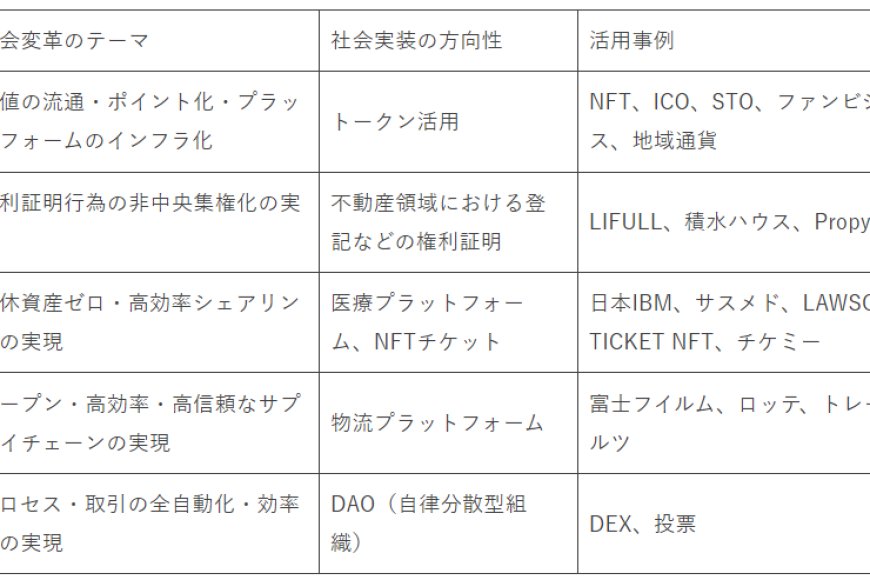 会変革のテーマ
社会実装の方向性
活用事例
値の流通・ポイント化・プラッ
フォームのインフラ化
トークン活用
NFT、ICO、STO、ファンビジ
ス、地域通貨
利証明行為の非中央集権化の実
不動産領域における登
記などの権利証明
LIFULL、積水ハウス、Propy
休資産ゼロ・高効率シェアリン
の実現
医療プラットフォー
ム、NFTチケット
日本IBM、サスメド、LAWSO
TICKET NFT、チケミー
ープン・高効率・高信頼なサプ
イチェーンの実現
物流プラットフォーム
富士フイルム、ロッテ、トレー
ルツ
ロセス・取引の全自動化・効率
の実現
DAO（自律分散型組
織）
DEX、投票